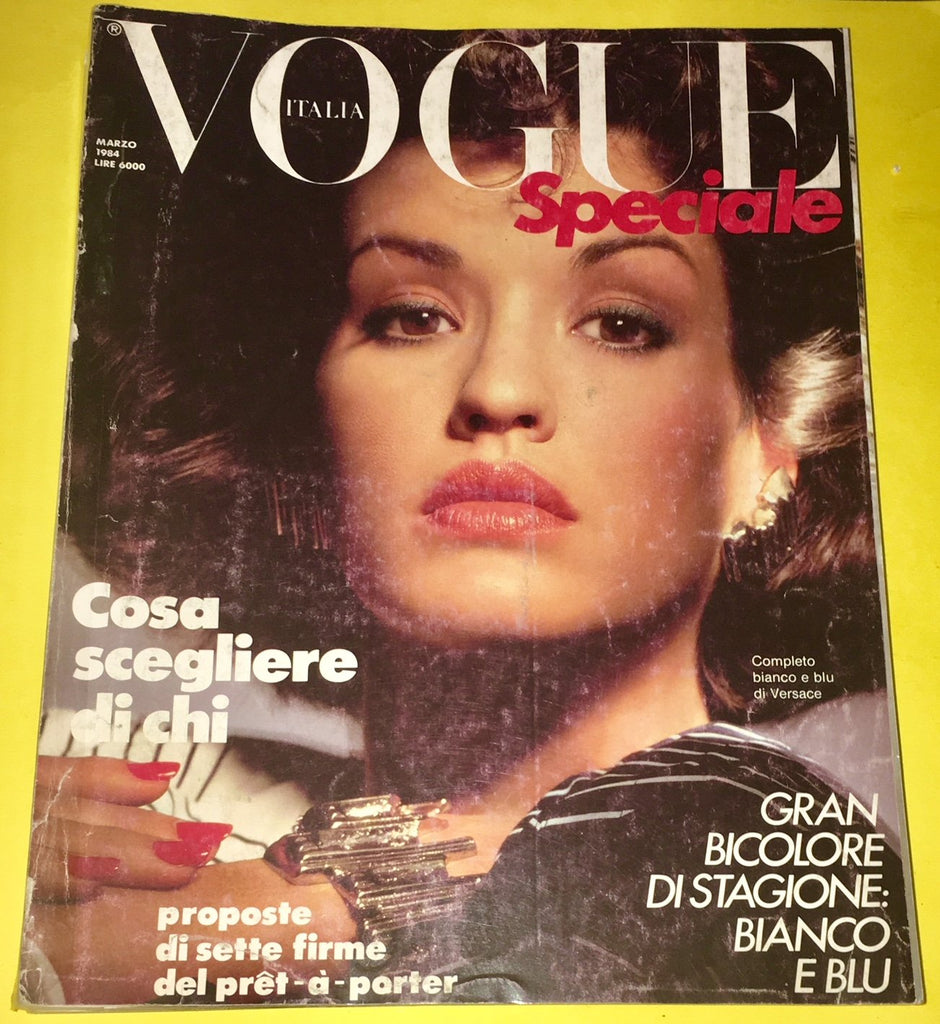 ®
VOGUE
ITALIA
MARZO
1984
LIRE 6000
Speciale
Cosa
scegliere
di chi
Completo
bianco e blu
di Versace
GRAN
BICOLORE
DI STAGIONE:
BIANCO
E BLU
proposte
di sette firme
del prêt-à-porter